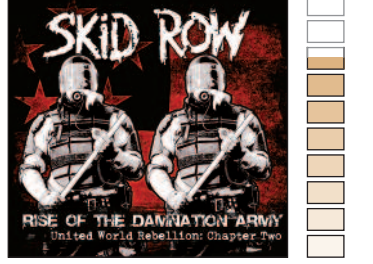 SKiD ROW
RISE OF THE DAMNATION ARMY
United World Rebellion: Chapter Two